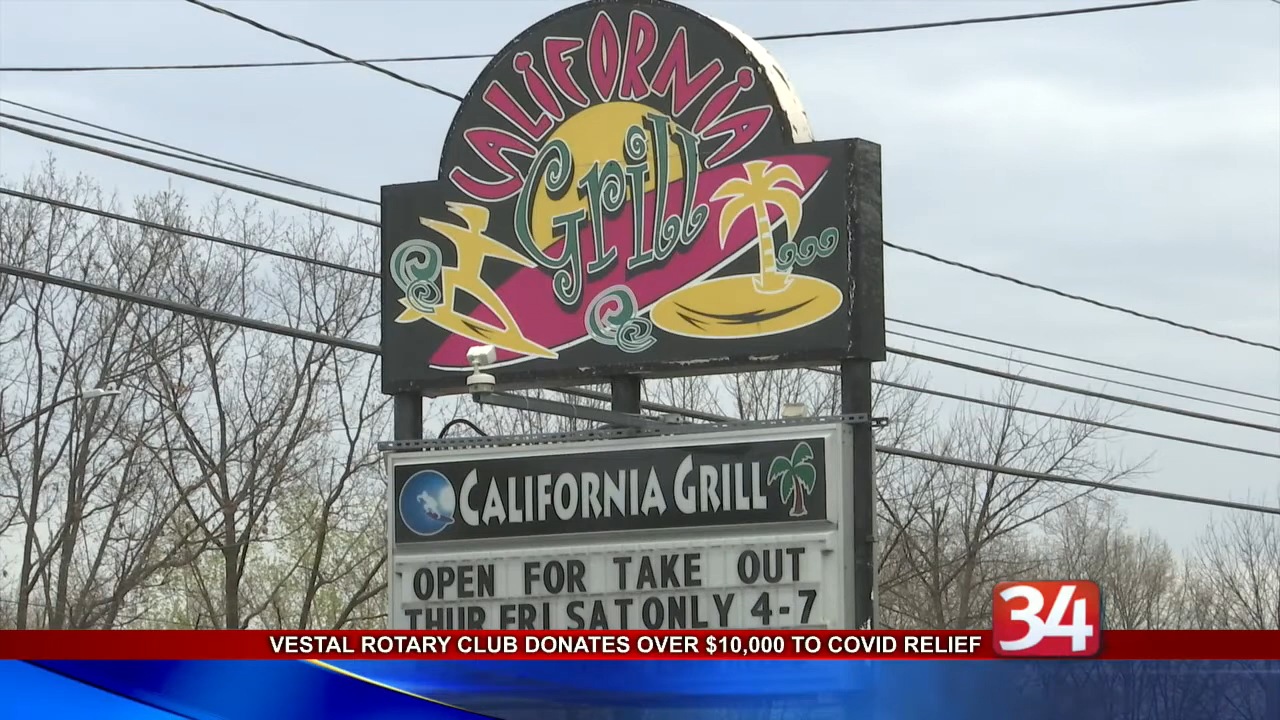 CALIFORNIA
Grill
CALIFORNIA GRILL
OPEN FOR TAKE OUT
THUR FRI SAT ONLY 4-7
VESTAL ROTARY CLUB DONATES OVER $10,000 TO COVID RELIEF
34